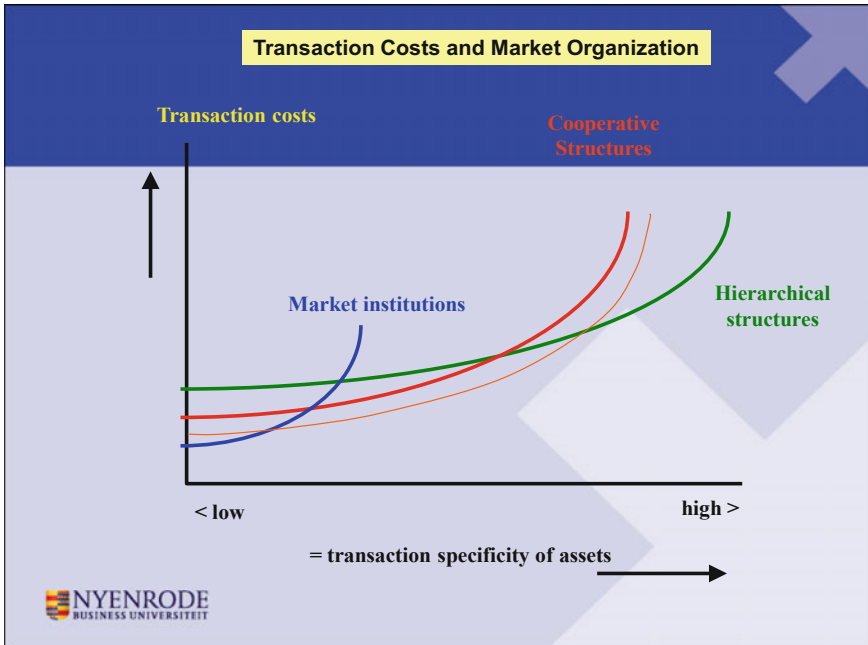 Transaction Costs and Market Organization
Transaction costs
Cooperative
Structures
Market institutions
Hierarchical
structures
< low
high >
= transaction specificity of assets
NYENRODE
BUSINESS UNIVERSITEIT